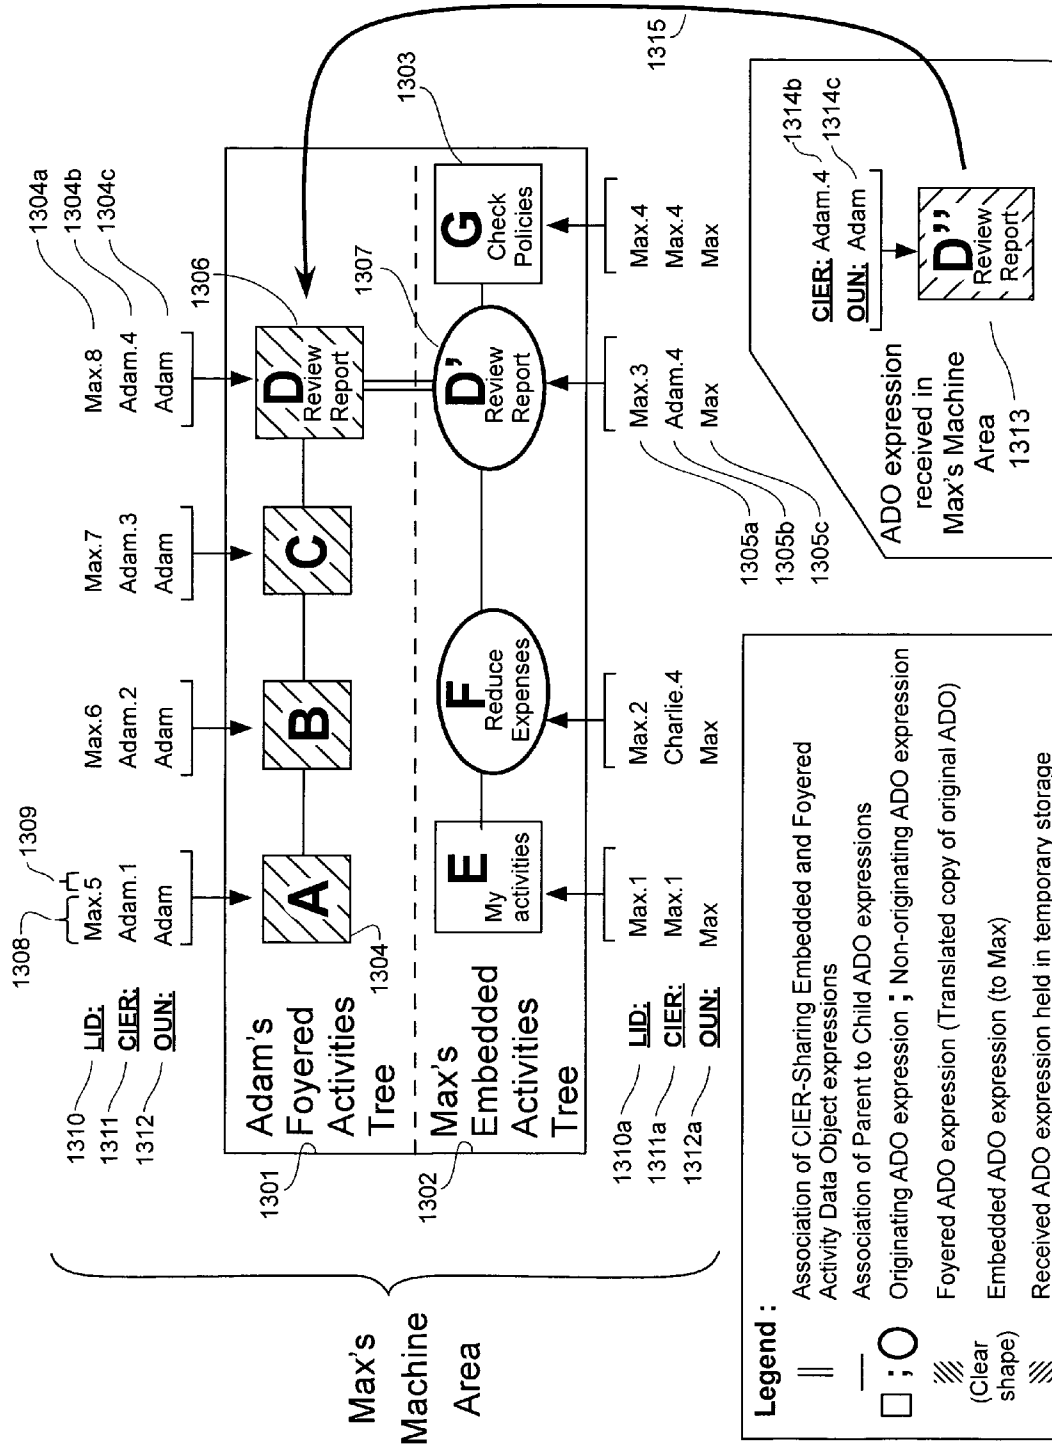 1308
1309
1304a
1304b
1304c
1310
LID:
Max.5
Max.6
Max.7
Max.8
1311
CIER:
Adam.1
Adam.2
Adam.3
Adam.4
1312
OUN:
Adam
Adam
Adam
Adam
1306
1303
1315
Adam's
Foyered
Activities
Tree
1301
A
1304
B
C
D
Review
Report
1307
Max's
Machine
Area
Max's
Embedded
Activities
Tree
1302
E
My
activities
F
Reduce
Expenses
D'
Review
Report
G
Check
Policies
1310a
LID:
Max.1
Max.2
Max.3
Max.4
1311a
CIER:
Max.1
Charlie.4
Adam.4
Max.4
1312a
OUN:
Max
Max
Max
Max
1305a
1305b
1305c
CIER: Adam.4
1314b
OUN: Adam
1314c
ADO expression
received in
Max's Machine
Area
1313
D''
Review
Report
Legend :
Association of CIER-Sharing Embedded and Foyered
Activity Data Object expressions
Association of Parent to Child ADO expressions
; Originating ADO expression ; Non-originating ADO expression
Foyered ADO expression (Translated copy of original ADO)
(Clear
shape)
Embedded ADO expression (to Max)
Received ADO expression held in temporary storage